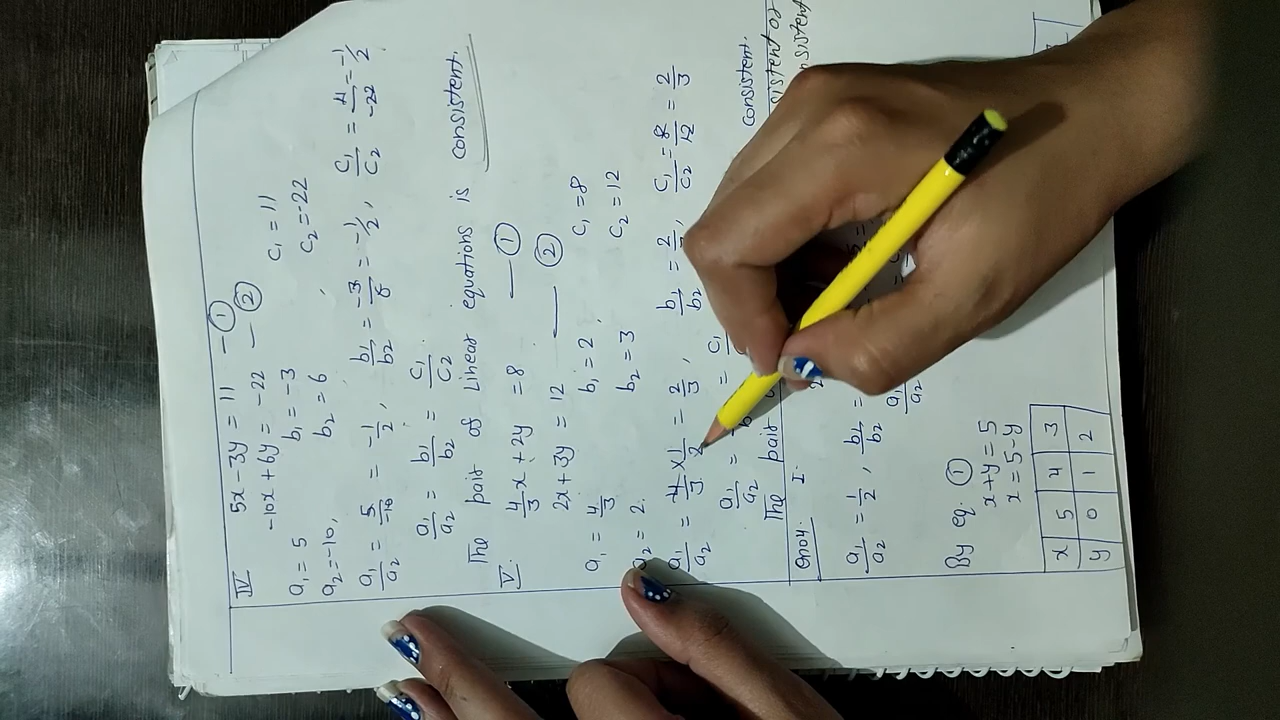 IV 5x - 3y = 11 — ①
-10x + 6y = -22 — ②
a₁ = 5 b₁ = -3 c₁ = 11
a₂ = -10, b₂ = 6 , c₂ = -22
a₁/a₂ = 5/-10 = -1/2, b₁/b₂ = -3/6 = -1/2, c₁/c₂ = 11/-22 = -1/2
a₁/a₂ = b₁/b₂ = c₁/c₂.
The pair of Linear equations is consistent.
V. 4/3 x + 2y = 8 — ①
2x + 3y = 12 — ②
a₁ = 4/3 b₁ = 2, c₁ = 8
a₂ = 2. b₂ = 3 c₂ = 12
a₁/a₂ = 4/3 × 1/2 = 2/3, b₁/b₂ = 2/, c₁/c₂ = 8/12 = 2/3
a₁/a₂ = = c₁
The pair consistent.
Qno4. I.
a₁/a₂ = 1/2, b₁/b₂ =
a₁/a₂
By eq. ①
x + y = 5
x = 5 - y
x 5 4 3
y 0 1 2